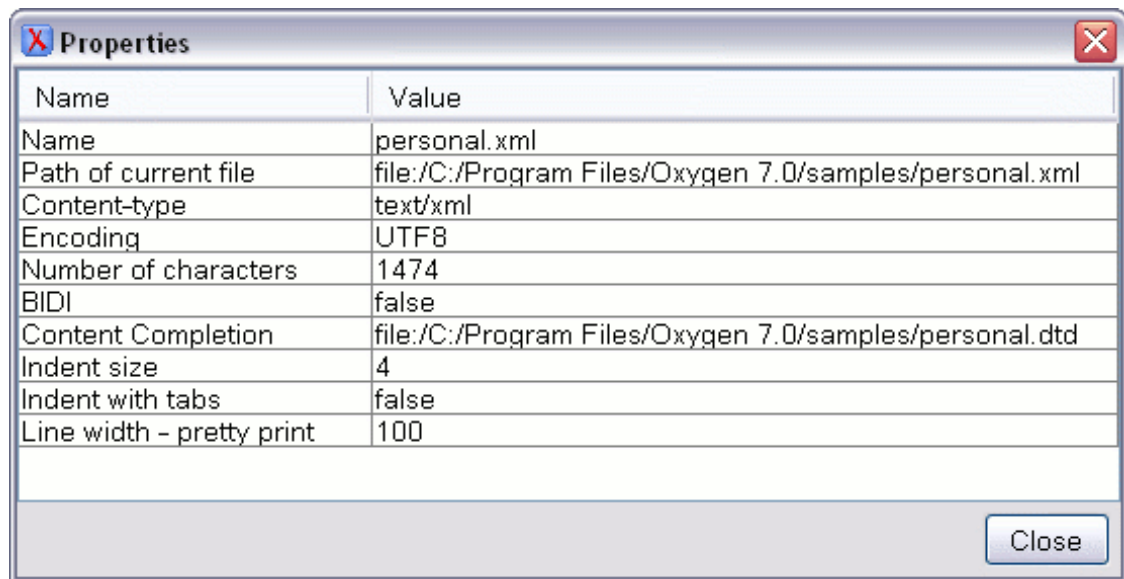 Properties
Name Value
Name personal.xml
Path of current file file:/C:/Program Files/Oxygen 7.0/samples/personal.xml
Content-type text/xml
Encoding UTF8
Number of characters 1474
BIDI false
Content Completion file:/C:/Program Files/Oxygen 7.0/samples/personal.dtd
Indent size 4
Indent with tabs false
Line width - pretty print 100
Close